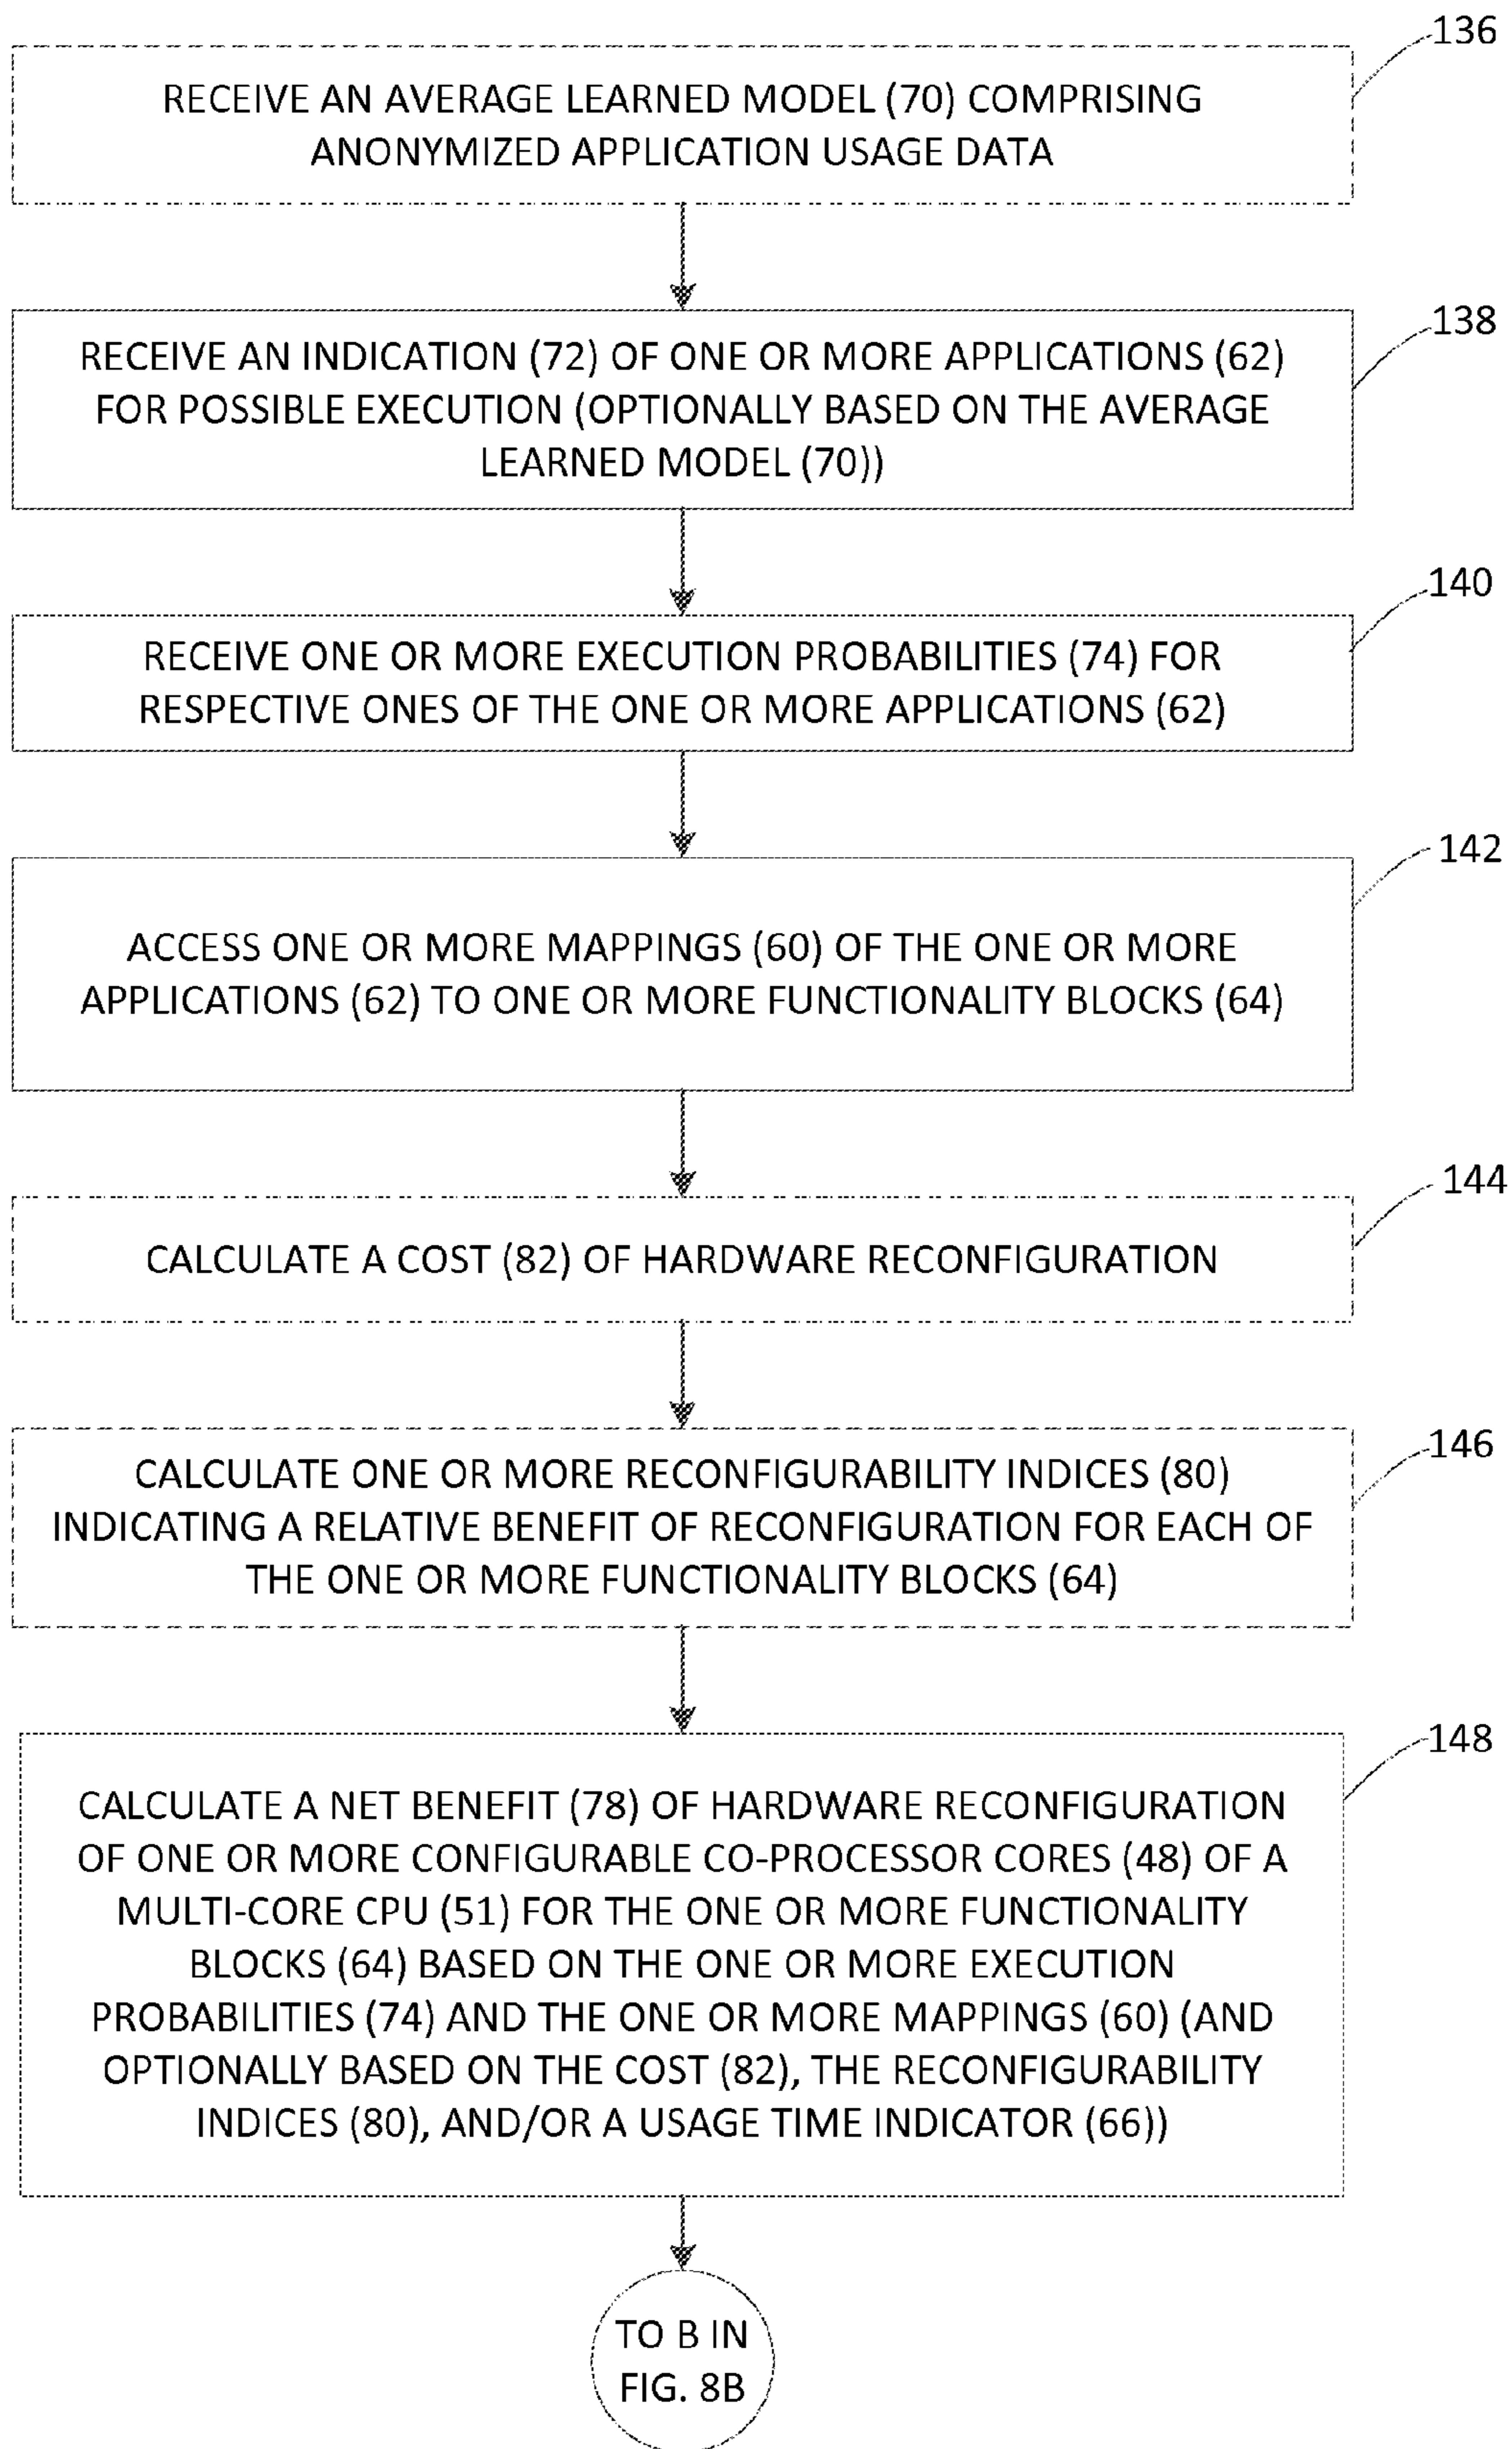 136
RECEIVE AN AVERAGE LEARNED MODEL (70) COMPRISING
ANONYMIZED APPLICATION USAGE DATA
138
RECEIVE AN INDICATION (72) OF ONE OR MORE APPLICATIONS (62)
FOR POSSIBLE EXECUTION (OPTIONALLY BASED ON THE AVERAGE
LEARNED MODEL (70))
140
RECEIVE ONE OR MORE EXECUTION PROBABILITIES (74) FOR
RESPECTIVE ONES OF THE ONE OR MORE APPLICATIONS (62)
142
ACCESS ONE OR MORE MAPPINGS (60) OF THE ONE OR MORE
APPLICATIONS (62) TO ONE OR MORE FUNCTIONALITY BLOCKS (64)
144
CALCULATE A COST (82) OF HARDWARE RECONFIGURATION
146
CALCULATE ONE OR MORE RECONFIGURABILITY INDICES (80)
INDICATING A RELATIVE BENEFIT OF RECONFIGURATION FOR EACH OF
THE ONE OR MORE FUNCTIONALITY BLOCKS (64)
148
CALCULATE A NET BENEFIT (78) OF HARDWARE RECONFIGURATION
OF ONE OR MORE CONFIGURABLE CO-PROCESSOR CORES (48) OF A
MULTI-CORE CPU (51) FOR THE ONE OR MORE FUNCTIONALITY
BLOCKS (64) BASED ON THE ONE OR MORE EXECUTION
PROBABILITIES (74) AND THE ONE OR MORE MAPPINGS (60) (AND
OPTIONALLY BASED ON THE COST (82), THE RECONFIGURABILITY
INDICES (80), AND/OR A USAGE TIME INDICATOR (66))
TO B IN
FIG. 8B